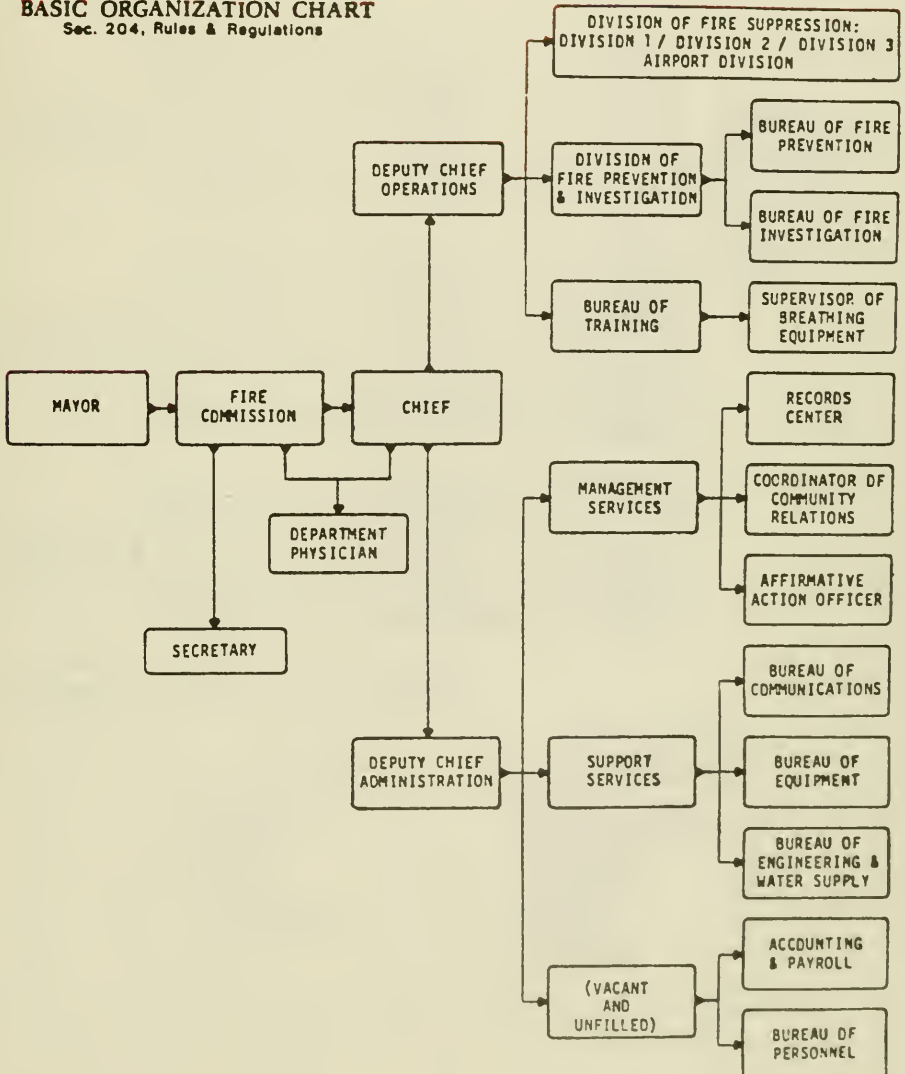 BASIC ORGANIZATION CHART
Sec. 204, Rules & Regulations
DIVISION OF FIRE SUPPRESSION:
DIVISION 1 / DIVISION 2 / DIVISION 3
AIRPORT DIVISION
DEPUTY CHIEF
OPERATIONS
DIVISION OF
FIRE PREVENTION
& INVESTIGATION
BUREAU OF FIRE
PREVENTION
BUREAU OF FIRE
INVESTIGATION
BUREAU OF
TRAINING
SUPERVISOR OF
BREATHING
EQUIPMENT
MAYOR
FIRE
COMMISSION
CHIEF
DEPARTMENT
PHYSICIAN
SECRETARY
MANAGEMENT
SERVICES
RECORDS
CENTER
COORDINATOR OF
COMMUNITY
RELATIONS
AFFIRMATIVE
ACTION OFFICER
DEPUTY CHIEF
ADMINISTRATION
SUPPORT
SERVICES
BUREAU OF
COMMUNICATIONS
BUREAU OF
EQUIPMENT
BUREAU OF
ENGINEERING &
WATER SUPPLY
(VACANT
AND
UNFILLED)
ACCOUNTING
& PAYROLL
BUREAU OF
PERSONNEL